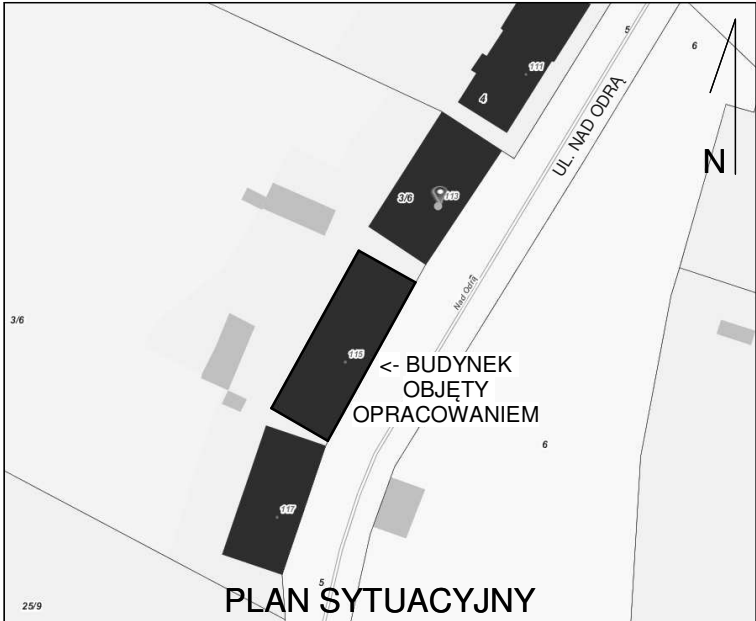 5
6
111
4
UL. NAD ODRĄ
N
3/6
113
Nad Odrą
3/6
115
<- BUDYNEK
OBJĘTY
OPRACOWANIEM
6
117
5
25/9
PLAN SYTUACYJNY